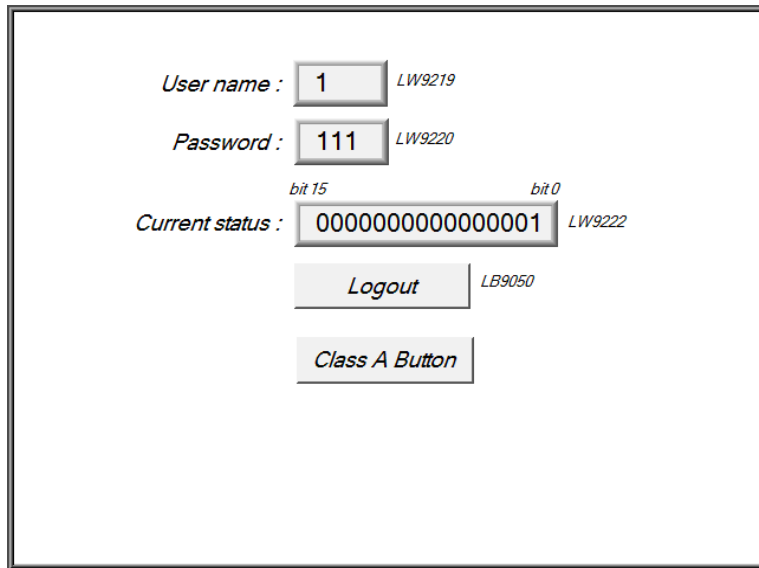 User name : 1 LW9219
Password : 111 LW9220
bit 15 bit 0
Current status : 0000000000000001 LW9222
Logout LB9050
Class A Button